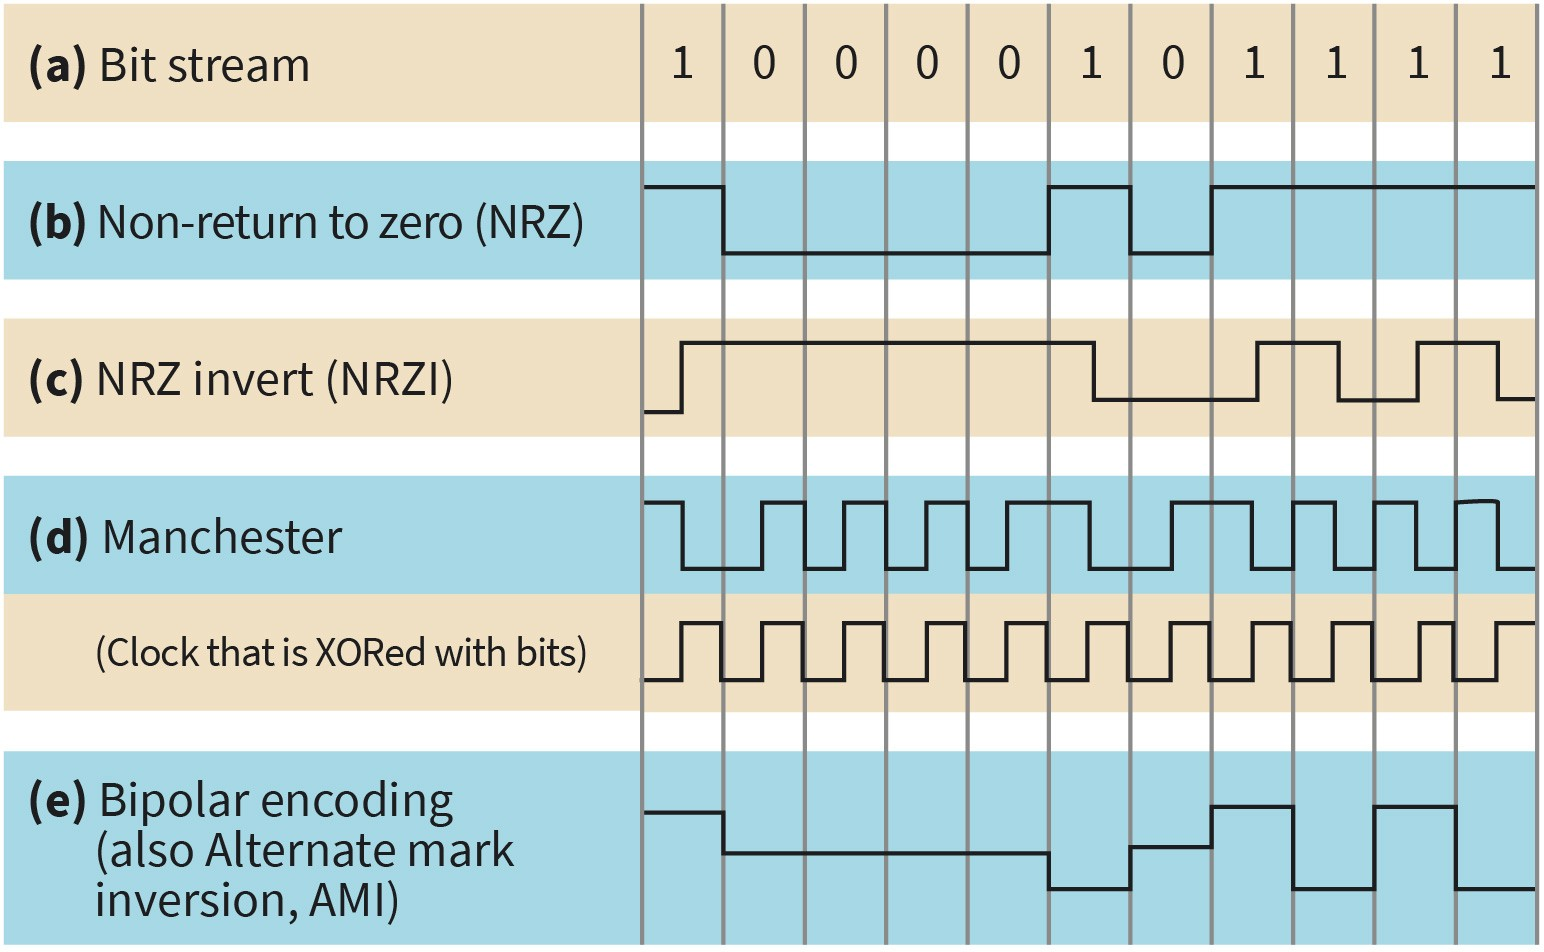 (a) Bit stream 1 0 0 0 0 1 0 1 1 1 1
(b) Non-return to zero (NRZ)
(c) NRZ invert (NRZI)
(d) Manchester
(Clock that is XORed with bits)
(e) Bipolar encoding
(also Alternate mark
inversion, AMI)